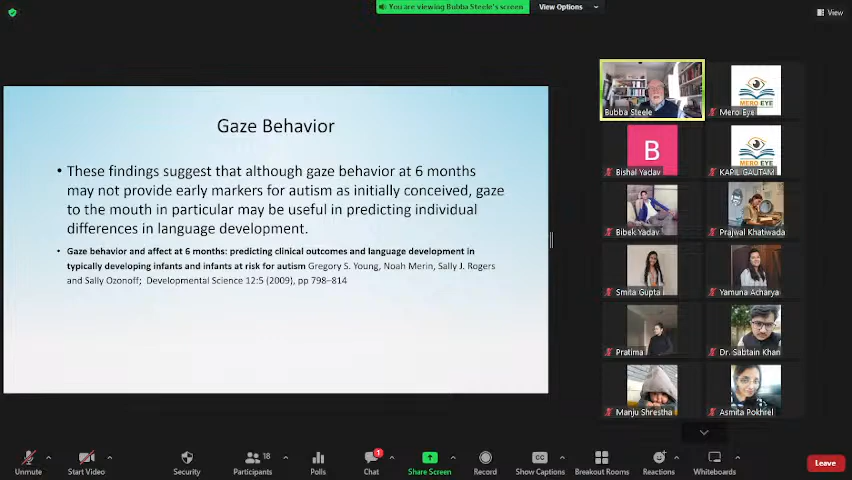 You are viewing Bubba Steele's screen
View Options
View
Gaze Behavior
• These findings suggest that although gaze behavior at 6 months
may not provide early markers for autism as initially conceived, gaze
to the mouth in particular may be useful in predicting individual
differences in language development.
• Gaze behavior and affect at 6 months: predicting clinical outcomes and language development in
typically developing infants and infants at risk for autism Gregory S. Young, Noah Merin, Sally J. Rogers
and Sally Ozonoff; Developmental Science 12:5 (2009), pp 798–814
Bubba Steele
MERO EYE
Mero Eye
B
Bishal Yadav
MERO EYE
KAPIL GAUTAM
Bibek Yadav
Prajwal Khatiwada
Smita Gupta
Yamuna Acharya
Pratima
Dr. Sabtain Khan
Manju Shrestha
Asmita Pokhrel
Unmute
Start Video
Security
Participants
18
Polls
Chat
1
Share Screen
Record
CC
Show Captions
Breakout Rooms
Reactions
Whiteboards
Leave